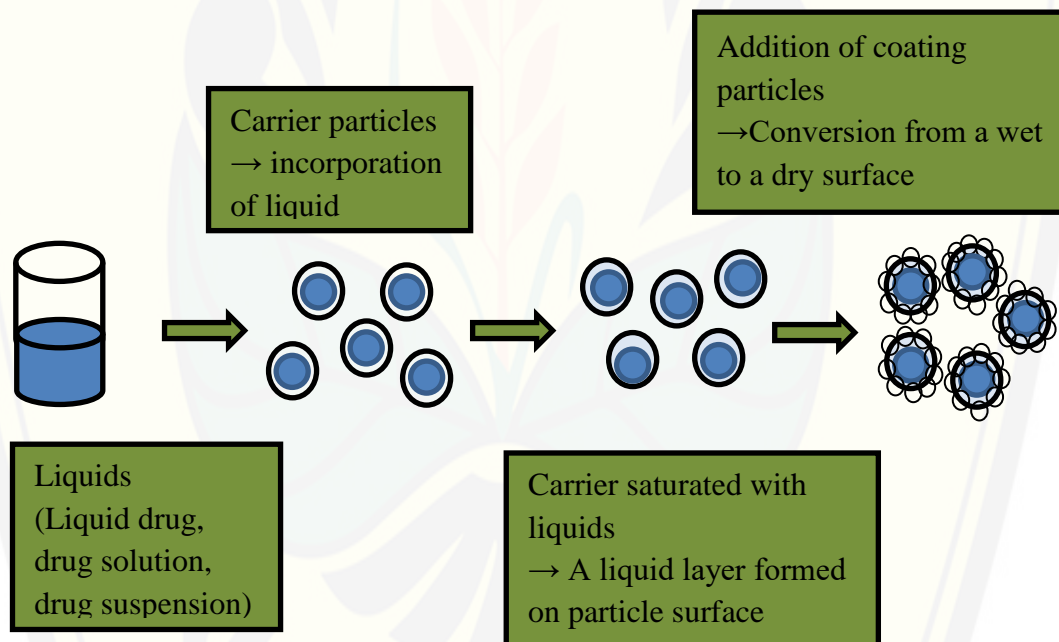 Liquids
(Liquid drug,
drug solution,
drug suspension)
Carrier particles
→ incorporation
of liquid
Carrier saturated with
liquids
→ A liquid layer formed
on particle surface
Addition of coating
particles
→Conversion from a wet
to a dry surface